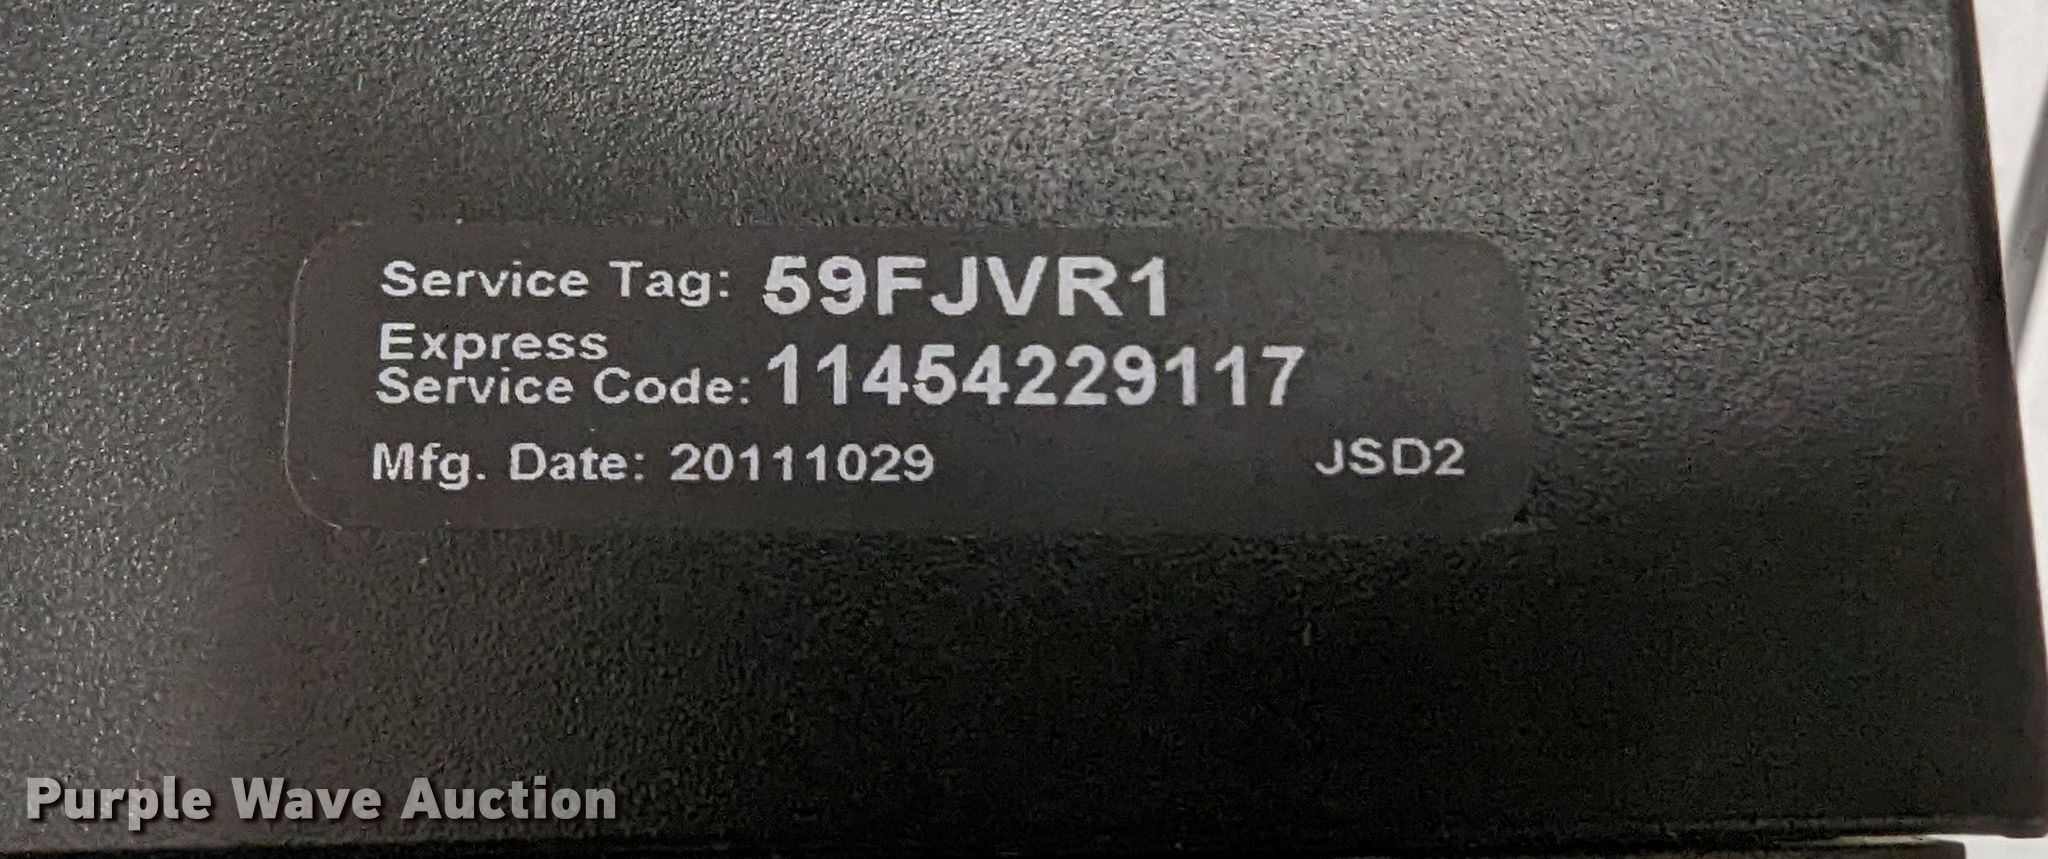 Service Tag: 59FJVR1
Express
Service Code: 11454229117
Mfg. Date: 20111029 JSD2
Purple Wave Auction